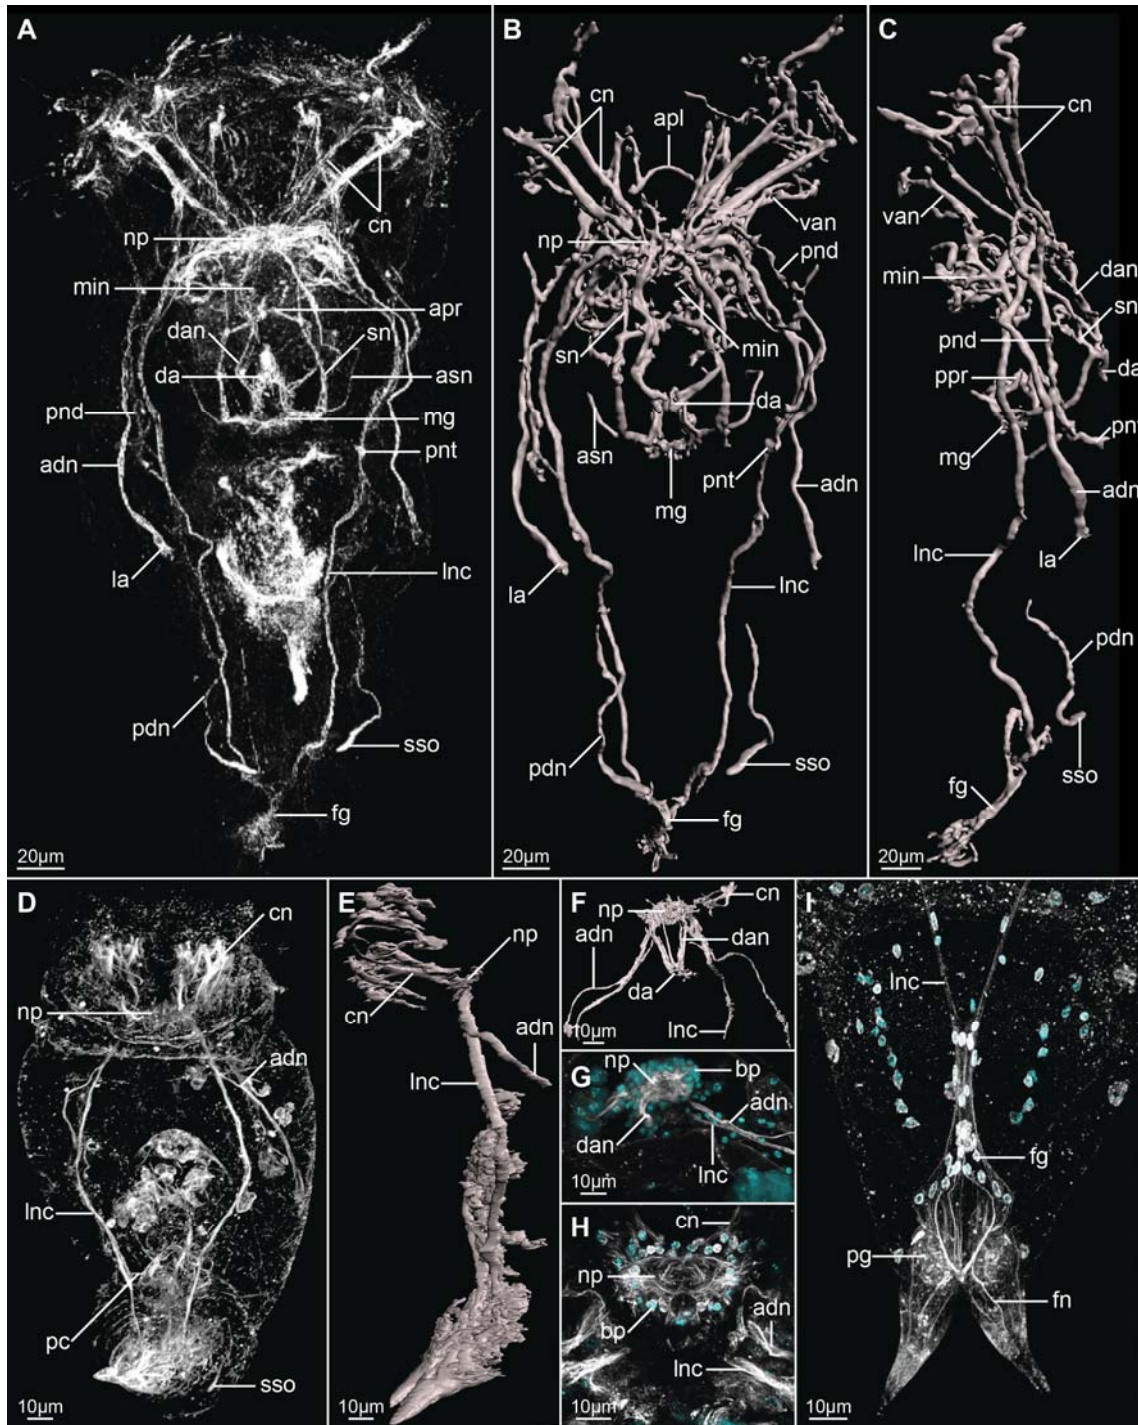 A
cn
np
min
apr
dan
sn
da
asn
pnd
mg
adn
pnt
la
lnc
pdn
sso
fg
20µm
B
cn
apl
van
np
pnd
sn
min
da
asn
pnt
adn
mg
la
lnc
pdn
sso
fg
20µm
C
cn
van
min
dan
sn
pnd
da
ppr
pnt
mg
adn
lnc
la
pdn
sso
fg
20µm
D
cn
np
adn
lnc
pc
sso
10µm
E
np
cn
adn
lnc
10µm
F
cn
np
adn
dan
da
lnc
10µm
G
np
bp
adn
dan
lnc
10µm
H
cn
np
adn
bp
lnc
10µm
I
lnc
fg
pg
fn
10µm